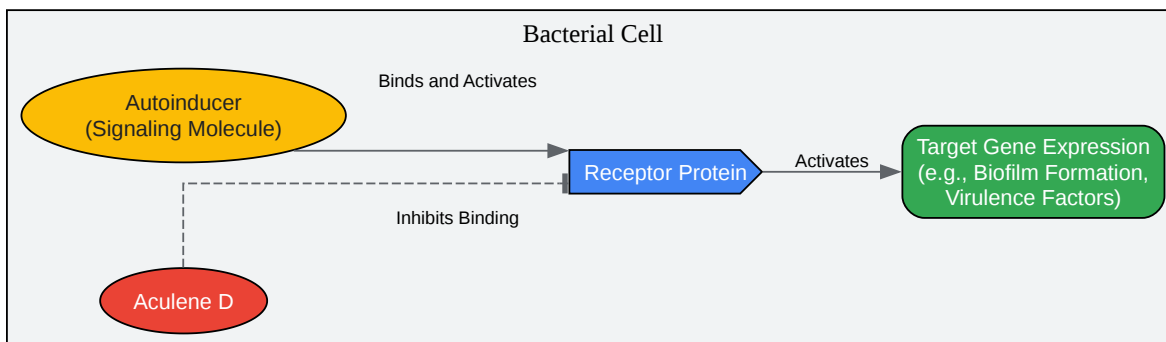 Bacterial Cell
Binds and Activates
Autoinducer
(Signaling Molecule)
Receptor Protein
Activates
Target Gene Expression
(e.g., Biofilm Formation,
Virulence Factors)
Inhibits Binding
Aculene D